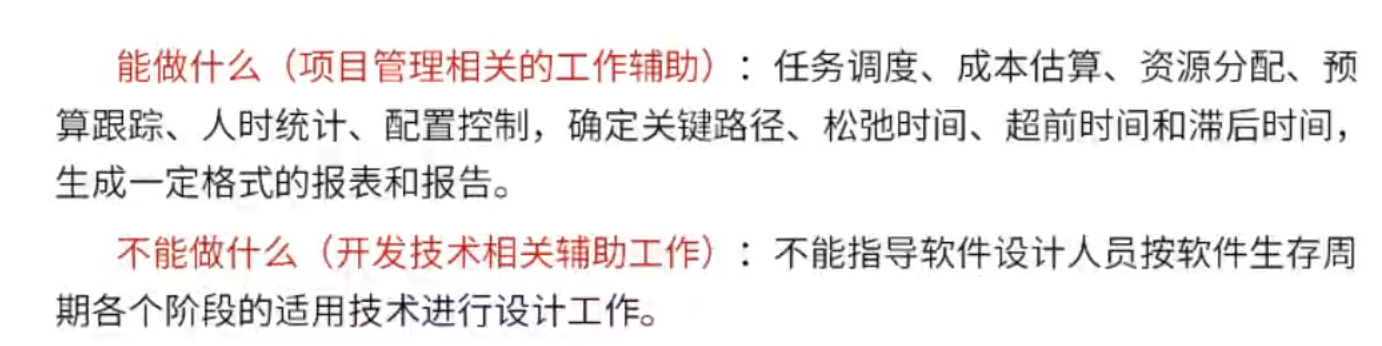 能做什么（项目管理相关的工作辅助）：任务调度、成本估算、资源分配、预
算跟踪、人时统计、配置控制，确定关键路径、松弛时间、超前时间和滞后时间，
生成一定格式的报表和报告。
不能做什么（开发技术相关辅助工作）：不能指导软件设计人员按软件生存周
期各个阶段的适用技术进行设计工作。